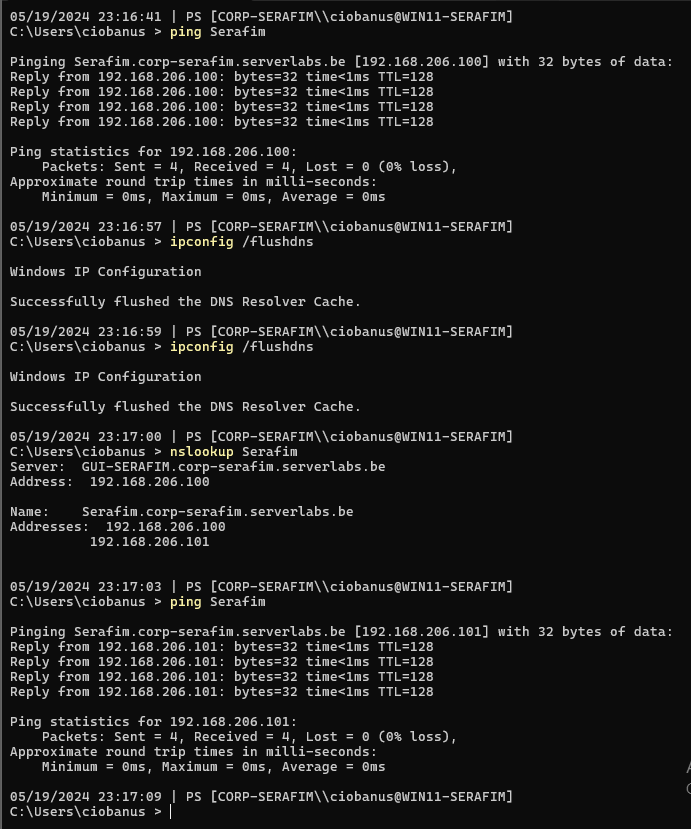 05/19/2024 23:16:41 | PS [CORP-SERAFIM\\ciobanus@WIN11-SERAFIM]
C:\Users\ciobanus > ping Serafim
Pinging Serafim.corp-serafim.serverlabs.be [192.168.206.100] with 32 bytes of data:
Reply from 192.168.206.100: bytes=32 time<1ms TTL=128
Reply from 192.168.206.100: bytes=32 time<1ms TTL=128
Reply from 192.168.206.100: bytes=32 time<1ms TTL=128
Reply from 192.168.206.100: bytes=32 time<1ms TTL=128
Ping statistics for 192.168.206.100:
    Packets: Sent = 4, Received = 4, Lost = 0 (0% loss),
Approximate round trip times in milli-seconds:
    Minimum = 0ms, Maximum = 0ms, Average = 0ms
05/19/2024 23:16:57 | PS [CORP-SERAFIM\\ciobanus@WIN11-SERAFIM]
C:\Users\ciobanus > ipconfig /flushdns
Windows IP Configuration
Successfully flushed the DNS Resolver Cache.
05/19/2024 23:16:59 | PS [CORP-SERAFIM\\ciobanus@WIN11-SERAFIM]
C:\Users\ciobanus > ipconfig /flushdns
Windows IP Configuration
Successfully flushed the DNS Resolver Cache.
05/19/2024 23:17:00 | PS [CORP-SERAFIM\\ciobanus@WIN11-SERAFIM]
C:\Users\ciobanus > nslookup Serafim
Server:  GUI-SERAFIM.corp-serafim.serverlabs.be
Address:  192.168.206.100
Name:    Serafim.corp-serafim.serverlabs.be
Addresses:  192.168.206.100
          192.168.206.101
05/19/2024 23:17:03 | PS [CORP-SERAFIM\\ciobanus@WIN11-SERAFIM]
C:\Users\ciobanus > ping Serafim
Pinging Serafim.corp-serafim.serverlabs.be [192.168.206.101] with 32 bytes of data:
Reply from 192.168.206.101: bytes=32 time<1ms TTL=128
Reply from 192.168.206.101: bytes=32 time<1ms TTL=128
Reply from 192.168.206.101: bytes=32 time<1ms TTL=128
Reply from 192.168.206.101: bytes=32 time<1ms TTL=128
Ping statistics for 192.168.206.101:
    Packets: Sent = 4, Received = 4, Lost = 0 (0% loss),
Approximate round trip times in milli-seconds:
    Minimum = 0ms, Maximum = 0ms, Average = 0ms
05/19/2024 23:17:09 | PS [CORP-SERAFIM\\ciobanus@WIN11-SERAFIM]
C:\Users\ciobanus >